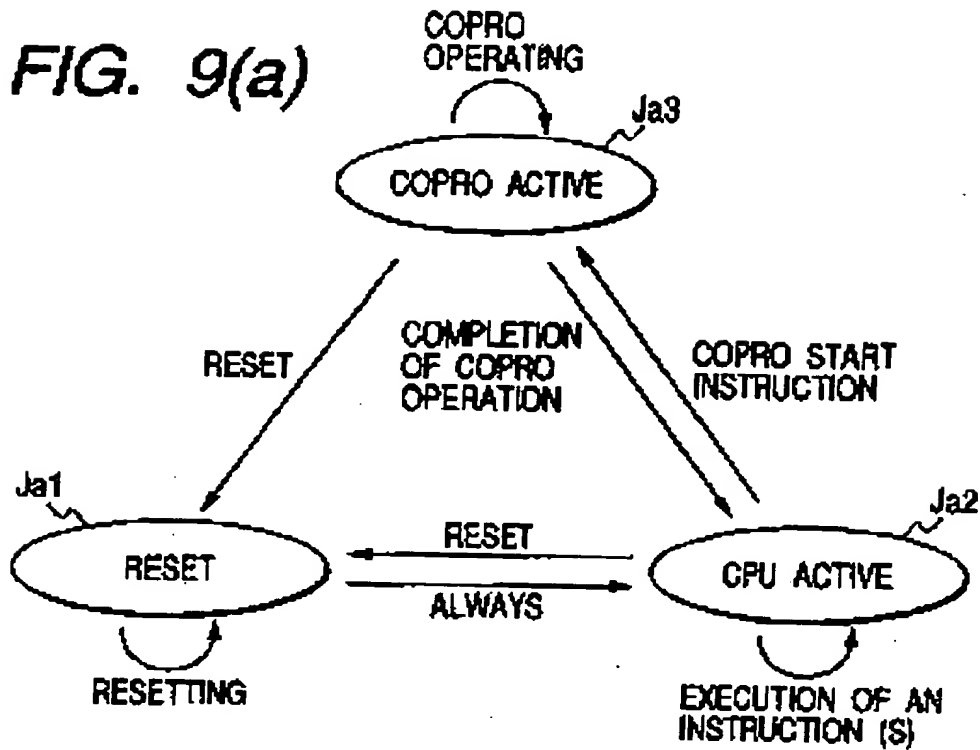 FIG. 9(a)
COPRO
OPERATING
Ja3
COPRO ACTIVE
RESET
COMPLETION
OF COPRO
OPERATION
COPRO START
INSTRUCTION
Ja1
Ja2
RESET
RESET
ALWAYS
CPU ACTIVE
RESETTING
EXECUTION OF AN
INSTRUCTION (S)